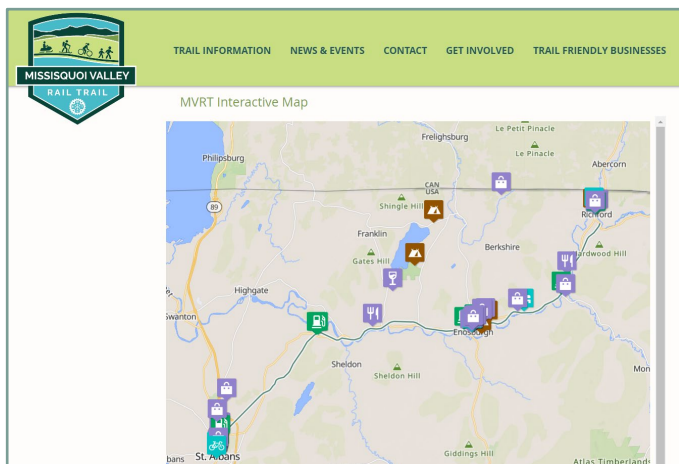 MISSISQUOI VALLEY
RAIL TRAIL
TRAIL INFORMATION NEWS & EVENTS CONTACT GET INVOLVED TRAIL FRIENDLY BUSINESSES
MVRT Interactive Map
Le Petit Pinacle
Frelighsburg
Le Pinacle
Philipsburg
Abercorn
CAN
USA
89
Shingle Hill
Richford
Franklin
Berkshire
Gates Hill
Highgate
Swanton
Enosburgh
Sheldon
Sheldon Hill
Mon
Giddings Hill
St. Albans
bans
Atlas Timberlands